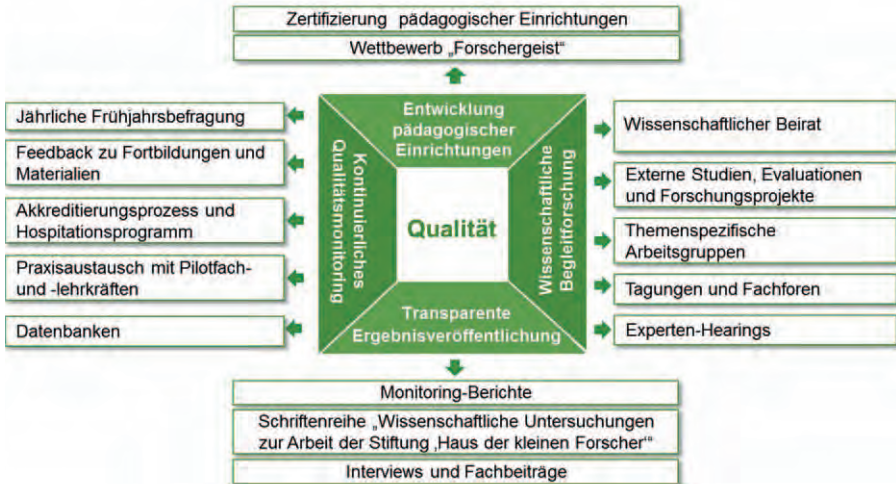 Zertifizierung pädagogischer Einrichtungen
Wettbewerb „Forschergeist“
Jährliche Frühjahrsbefragung
Feedback zu Fortbildungen und
Materialien
Akkreditierungsprozess und
Hospitationsprogramm
Praxisaustausch mit Pilotfach-
und -lehrkräften
Datenbanken
Kontinuierliches
Qualitätsmonitoring
Entwicklung
pädagogischer
Einrichtungen
Qualität
Transparente
Ergebnisveröffentlichung
Wissenschaftliche
Begleitforschung
Wissenschaftlicher Beirat
Externe Studien, Evaluationen
und Forschungsprojekte
Themenspezifische
Arbeitsgruppen
Tagungen und Fachforen
Experten-Hearings
Monitoring-Berichte
Schriftenreihe „Wissenschaftliche Untersuchungen
zur Arbeit der Stiftung ‚Haus der kleinen Forscher‘“
Interviews und Fachbeiträge